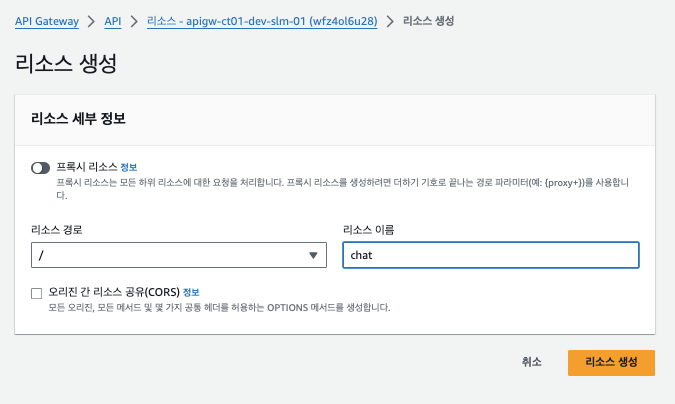 API Gateway > API > 리소스 - apigw-ct01-dev-slm-01 (wfz4ol6u28) > 리소스 생성
리소스 생성
리소스 세부 정보
프록시 리소스 정보
프록시 리소스는 모든 하위 리소스에 대한 요청을 처리합니다. 프록시 리소스를 생성하려면 더하기 기호로 끝나는 경로 파라미터(예: {proxy+})를 사용합니
다.
리소스 경로
리소스 이름
/
chat
오리진 간 리소스 공유(CORS) 정보
모든 오리진, 모든 메서드 및 몇 가지 공통 헤더를 허용하는 OPTIONS 메서드를 생성합니다.
취소
리소스 생성